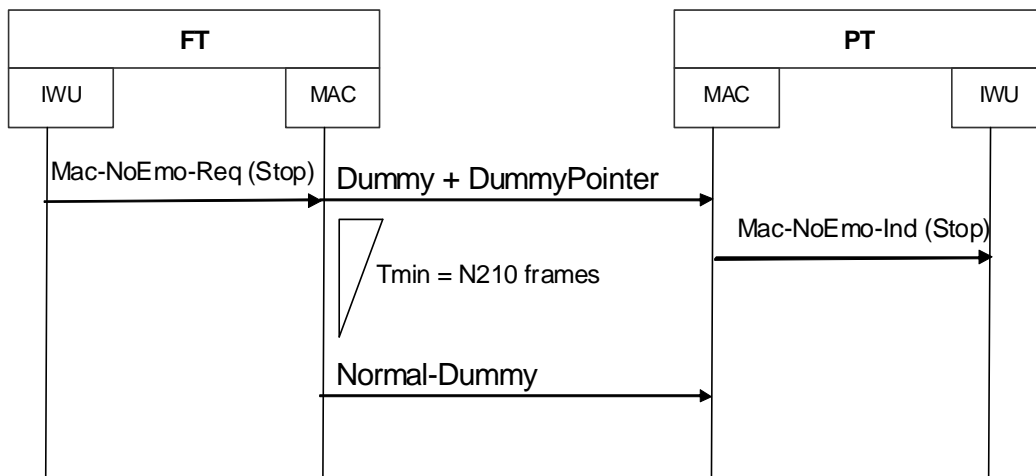 FT
PT
IWU
MAC
MAC
IWU
Mac-NoEmo-Req (Stop)
Dummy + DummyPointer
Mac-NoEmo-Ind (Stop)
Tmin = N210 frames
Normal-Dummy